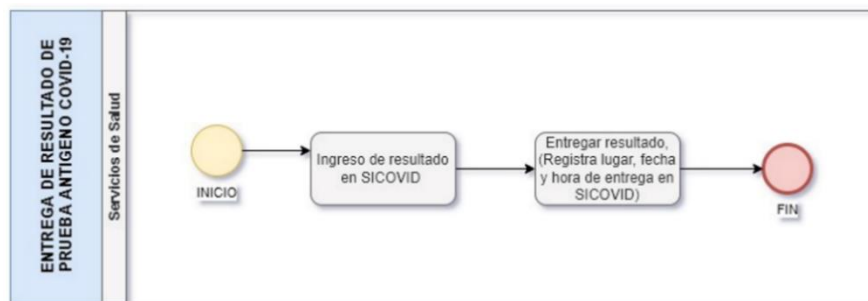 ENTREGA DE RESULTADO DE
PRUEBA ANTIGENO COVID-19
Servicios de Salud
INICIO
Ingreso de resultado
en SICOVID
Entregar resultado,
(Registra lugar, fecha
y hora de entrega en
SICOVID)
FIN